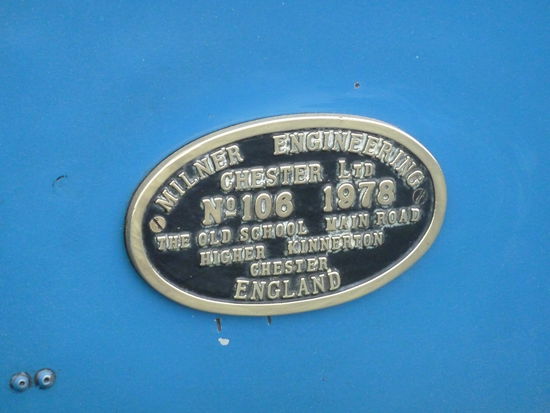 MILNER ENGINEERING
CHESTER LTD
No 106 1978
THE OLD SCHOOL MAIN ROAD
HIGHER KINNERTON
CHESTER
ENGLAND